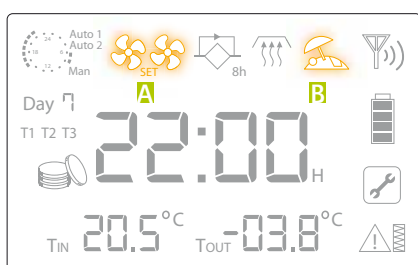 24
18 6
12
Auto 1
Auto 2
Man
SET
8h
A B
Day 7
T1 T2 T3
22:00 H
TIN 20.5°C TOUT -03.8°C
!